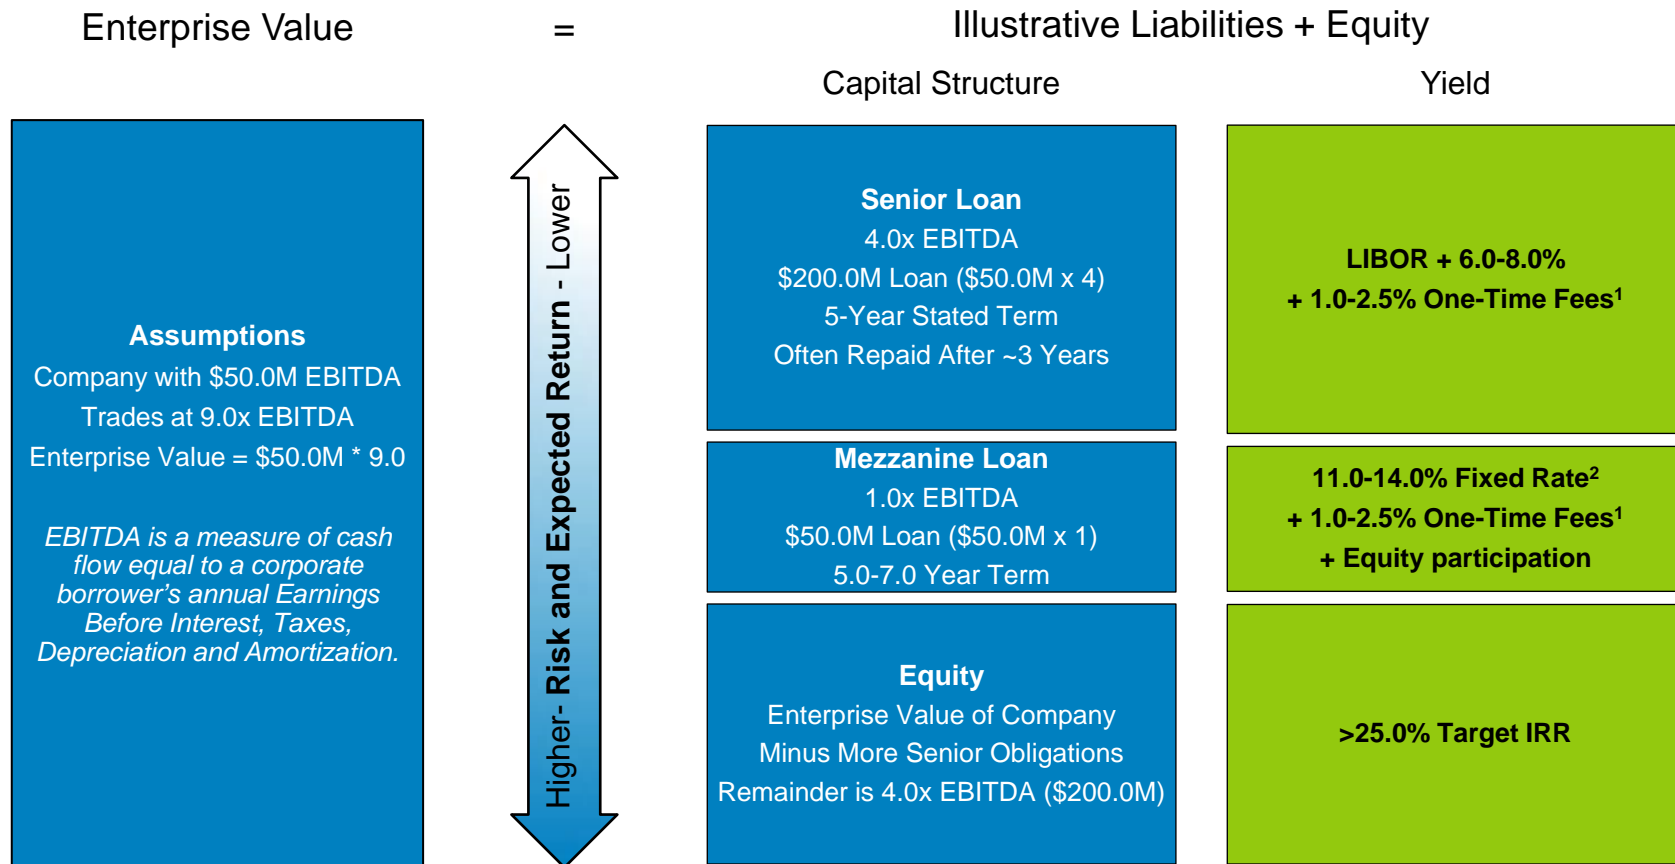 Enterprise Value
=
Illustrative Liabilities + Equity
Capital Structure
Yield
Assumptions
Company with $50.0M EBITDA
Trades at 9.0x EBITDA
Enterprise Value = $50.0M * 9.0
EBITDA is a measure of cash
flow equal to a corporate
borrower’s annual Earnings
Before Interest, Taxes,
Depreciation and Amortization.
Higher- Risk and Expected Return - Lower
Senior Loan
4.0x EBITDA
$200.0M Loan ($50.0M x 4)
5-Year Stated Term
Often Repaid After ~3 Years
LIBOR + 6.0-8.0%
+ 1.0-2.5% One-Time Fees¹
Mezzanine Loan
1.0x EBITDA
$50.0M Loan ($50.0M x 1)
5.0-7.0 Year Term
11.0-14.0% Fixed Rate²
+ 1.0-2.5% One-Time Fees¹
+ Equity participation
Equity
Enterprise Value of Company
Minus More Senior Obligations
Remainder is 4.0x EBITDA ($200.0M)
>25.0% Target IRR